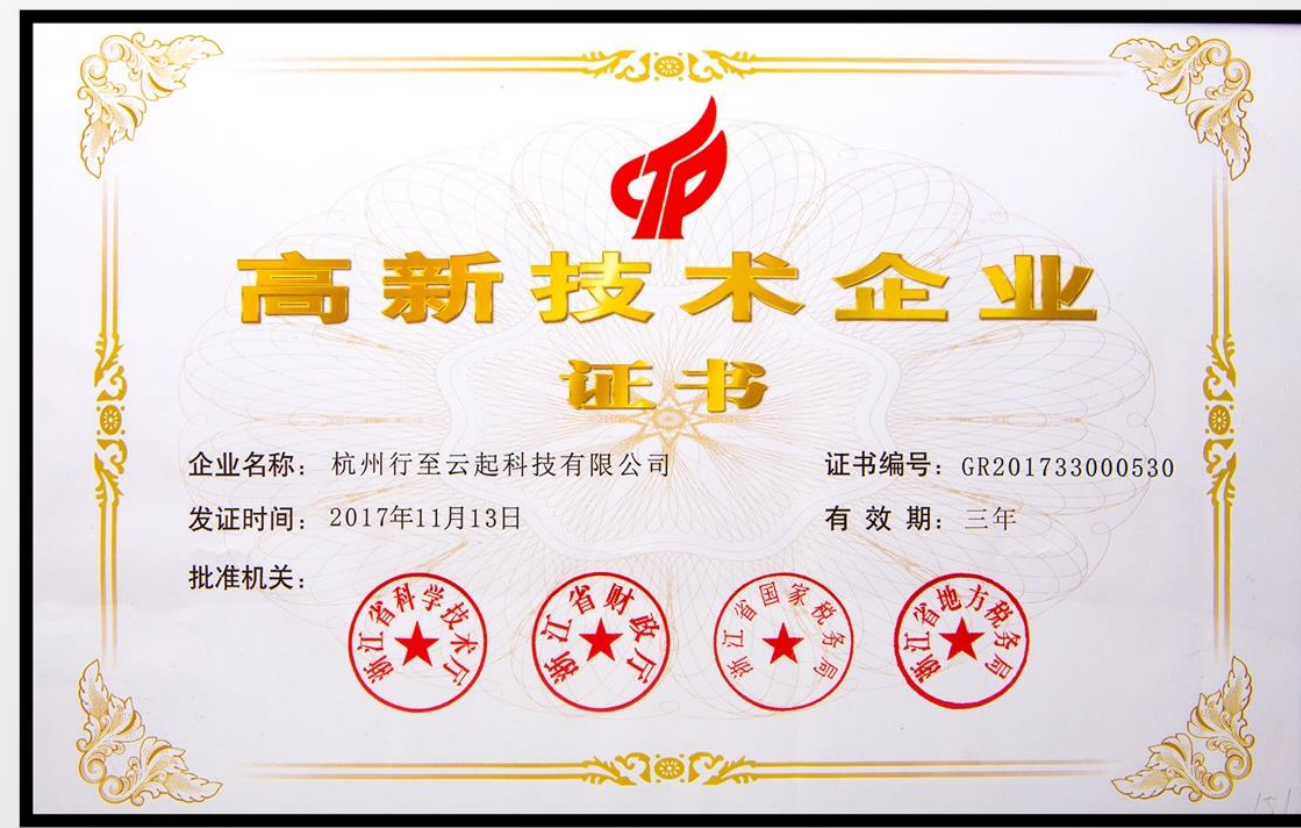 高新技术企业
证书
企业名称：杭州行至云起科技有限公司 证书编号：GR201733000530
发证时间：2017年11月13日 有效期：三年
批准机关：
浙江省科学技术厅
浙江省财政厅
浙江省国家税务局
浙江省地方税务局